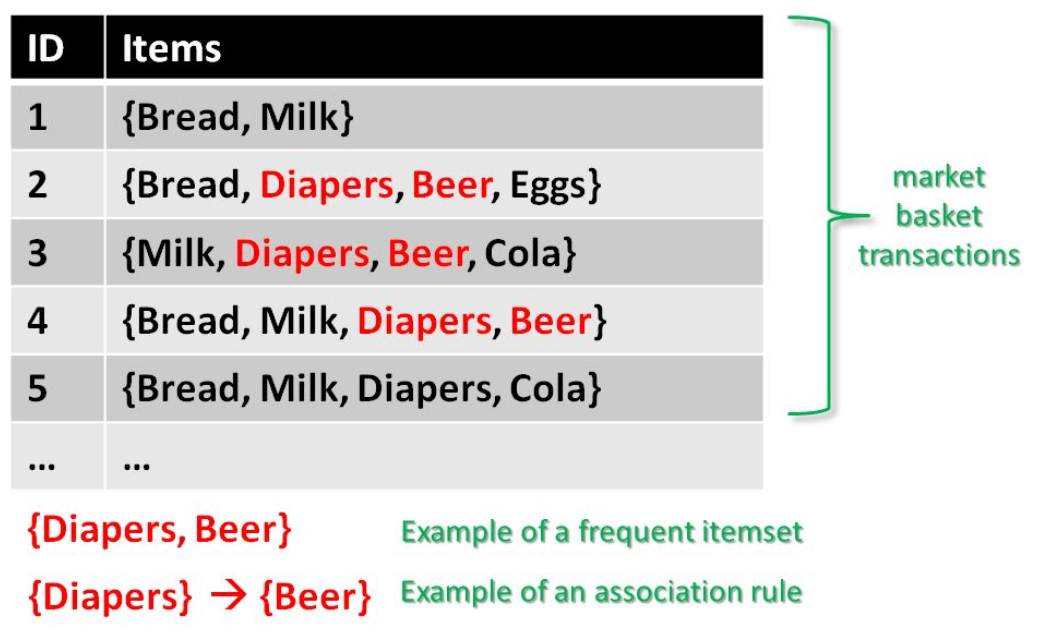 ID Items
1 {Bread, Milk}
2 {Bread, Diapers, Beer, Eggs}
3 {Milk, Diapers, Beer, Cola}
4 {Bread, Milk, Diapers, Beer}
5 {Bread, Milk, Diapers, Cola}
... ...
market
basket
transactions
{Diapers, Beer} Example of a frequent itemset
{Diapers} → {Beer} Example of an association rule